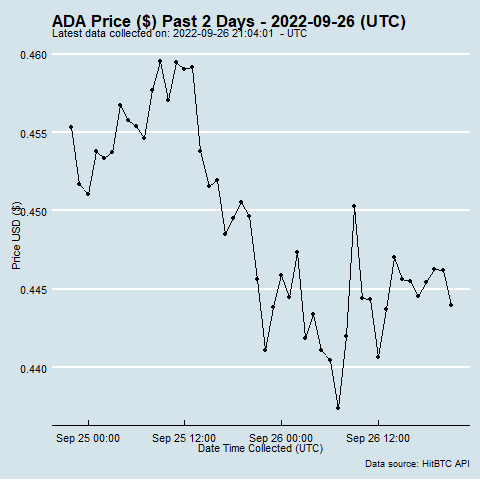 ADA Price ($) Past 2 Days - 2022-09-26 (UTC)
Latest data collected on: 2022-09-26 21:04:01 - UTC
0.460
0.455
0.450
0.445
0.440
Price USD ($)
Sep 25 00:00 Sep 25 12:00 Sep 26 00:00 Sep 26 12:00
Date Time Collected (UTC)
Data source: HitBTC API